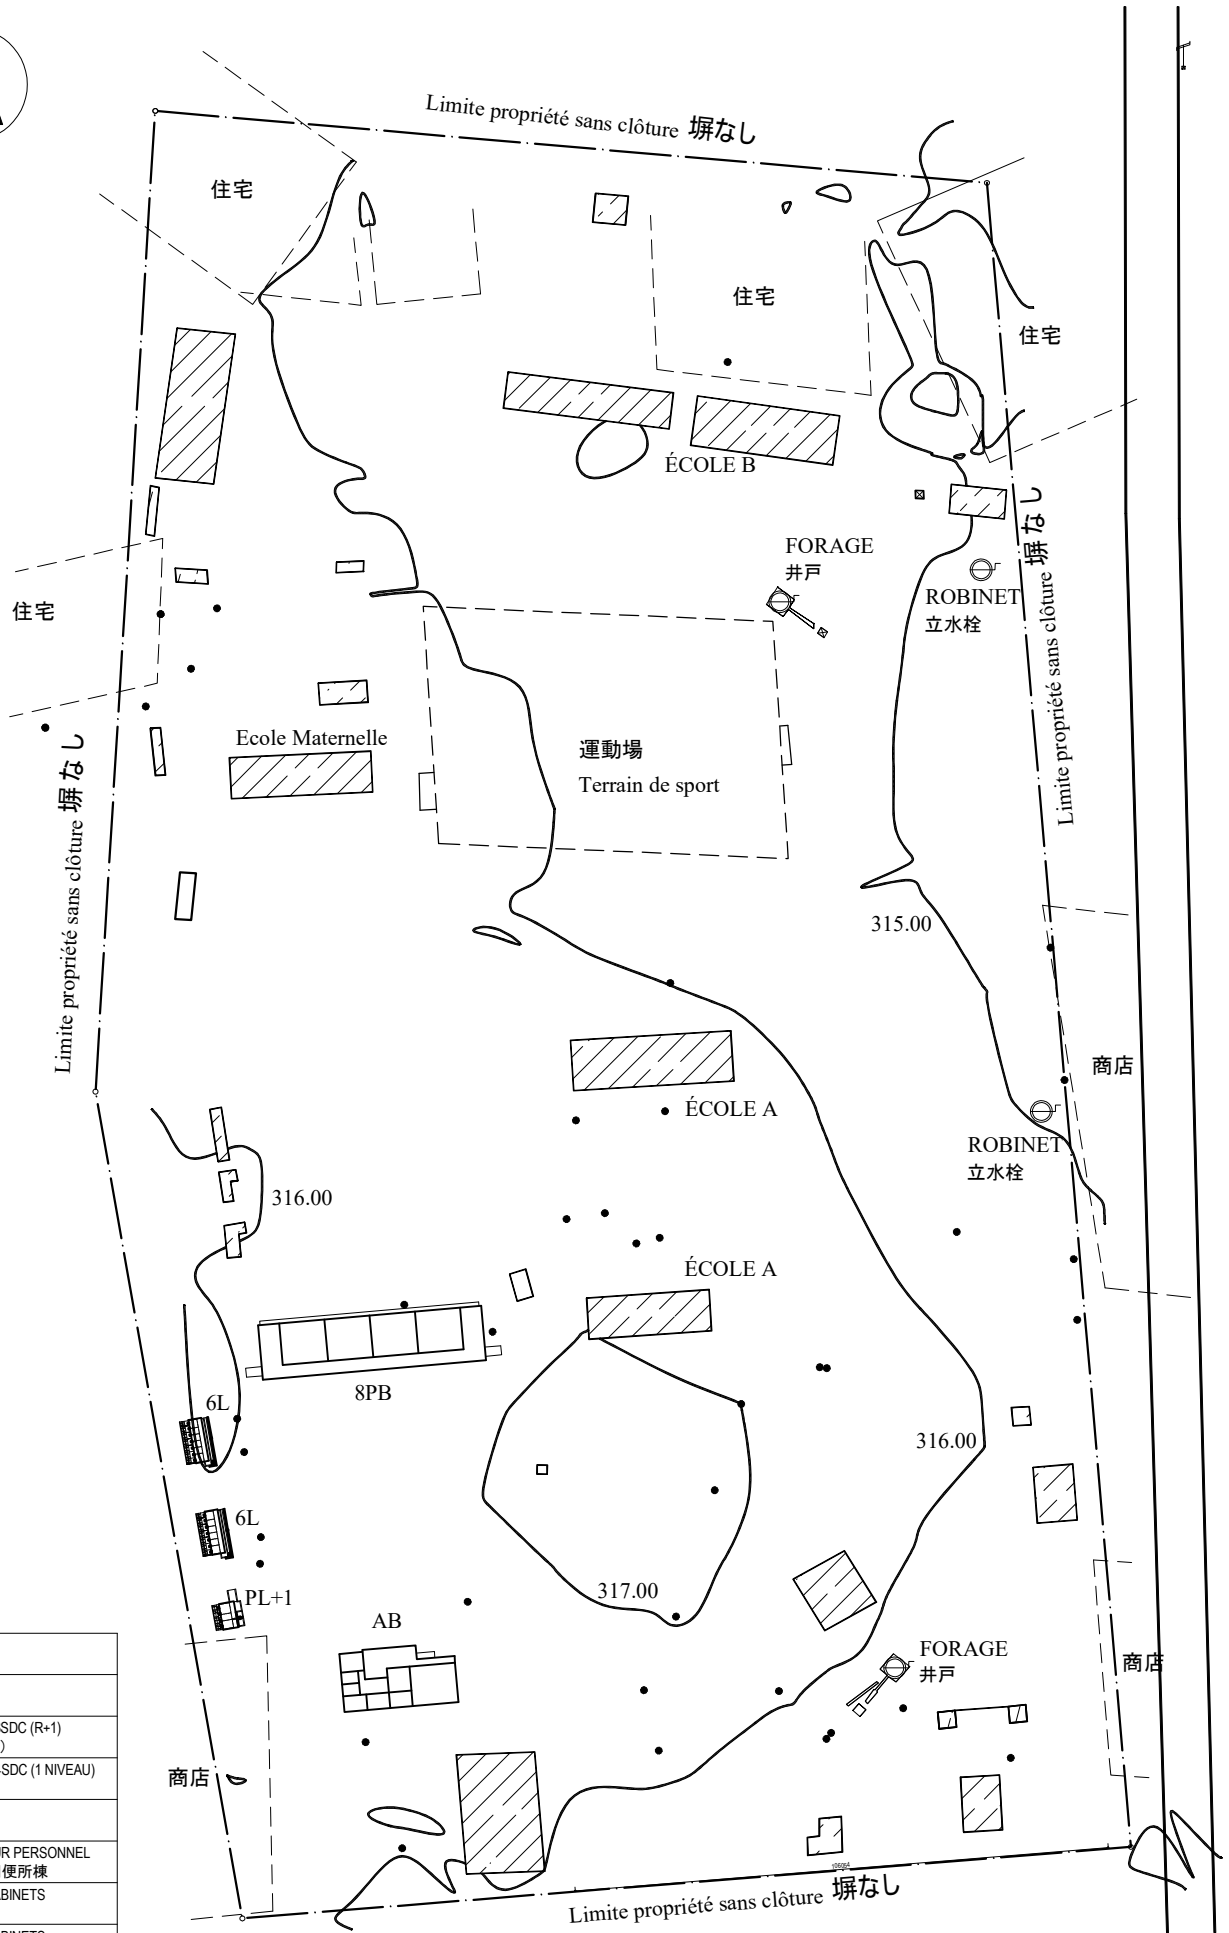 Limite propriété sans clôture 塀なし
住宅
住宅
住宅
ÉCOLE B
FORAGE
井戸
ROBINET
立水栓
Limite propriété sans clôture 塀なし
住宅
Ecole Maternelle
運動場
Terrain de sport
Limite propriété sans clôture 塀なし
315.00
商店
ÉCOLE A
ROBINET
立水栓
316.00
ÉCOLE A
8PB
6L
316.00
6L
317.00
PL+1
AB
FORAGE
井戸
商店
SDC (R+1)
SDC (1 NIVEAU)
商店
R PERSONNEL
便所棟
106064
Limite propriété sans clôture 塀なし